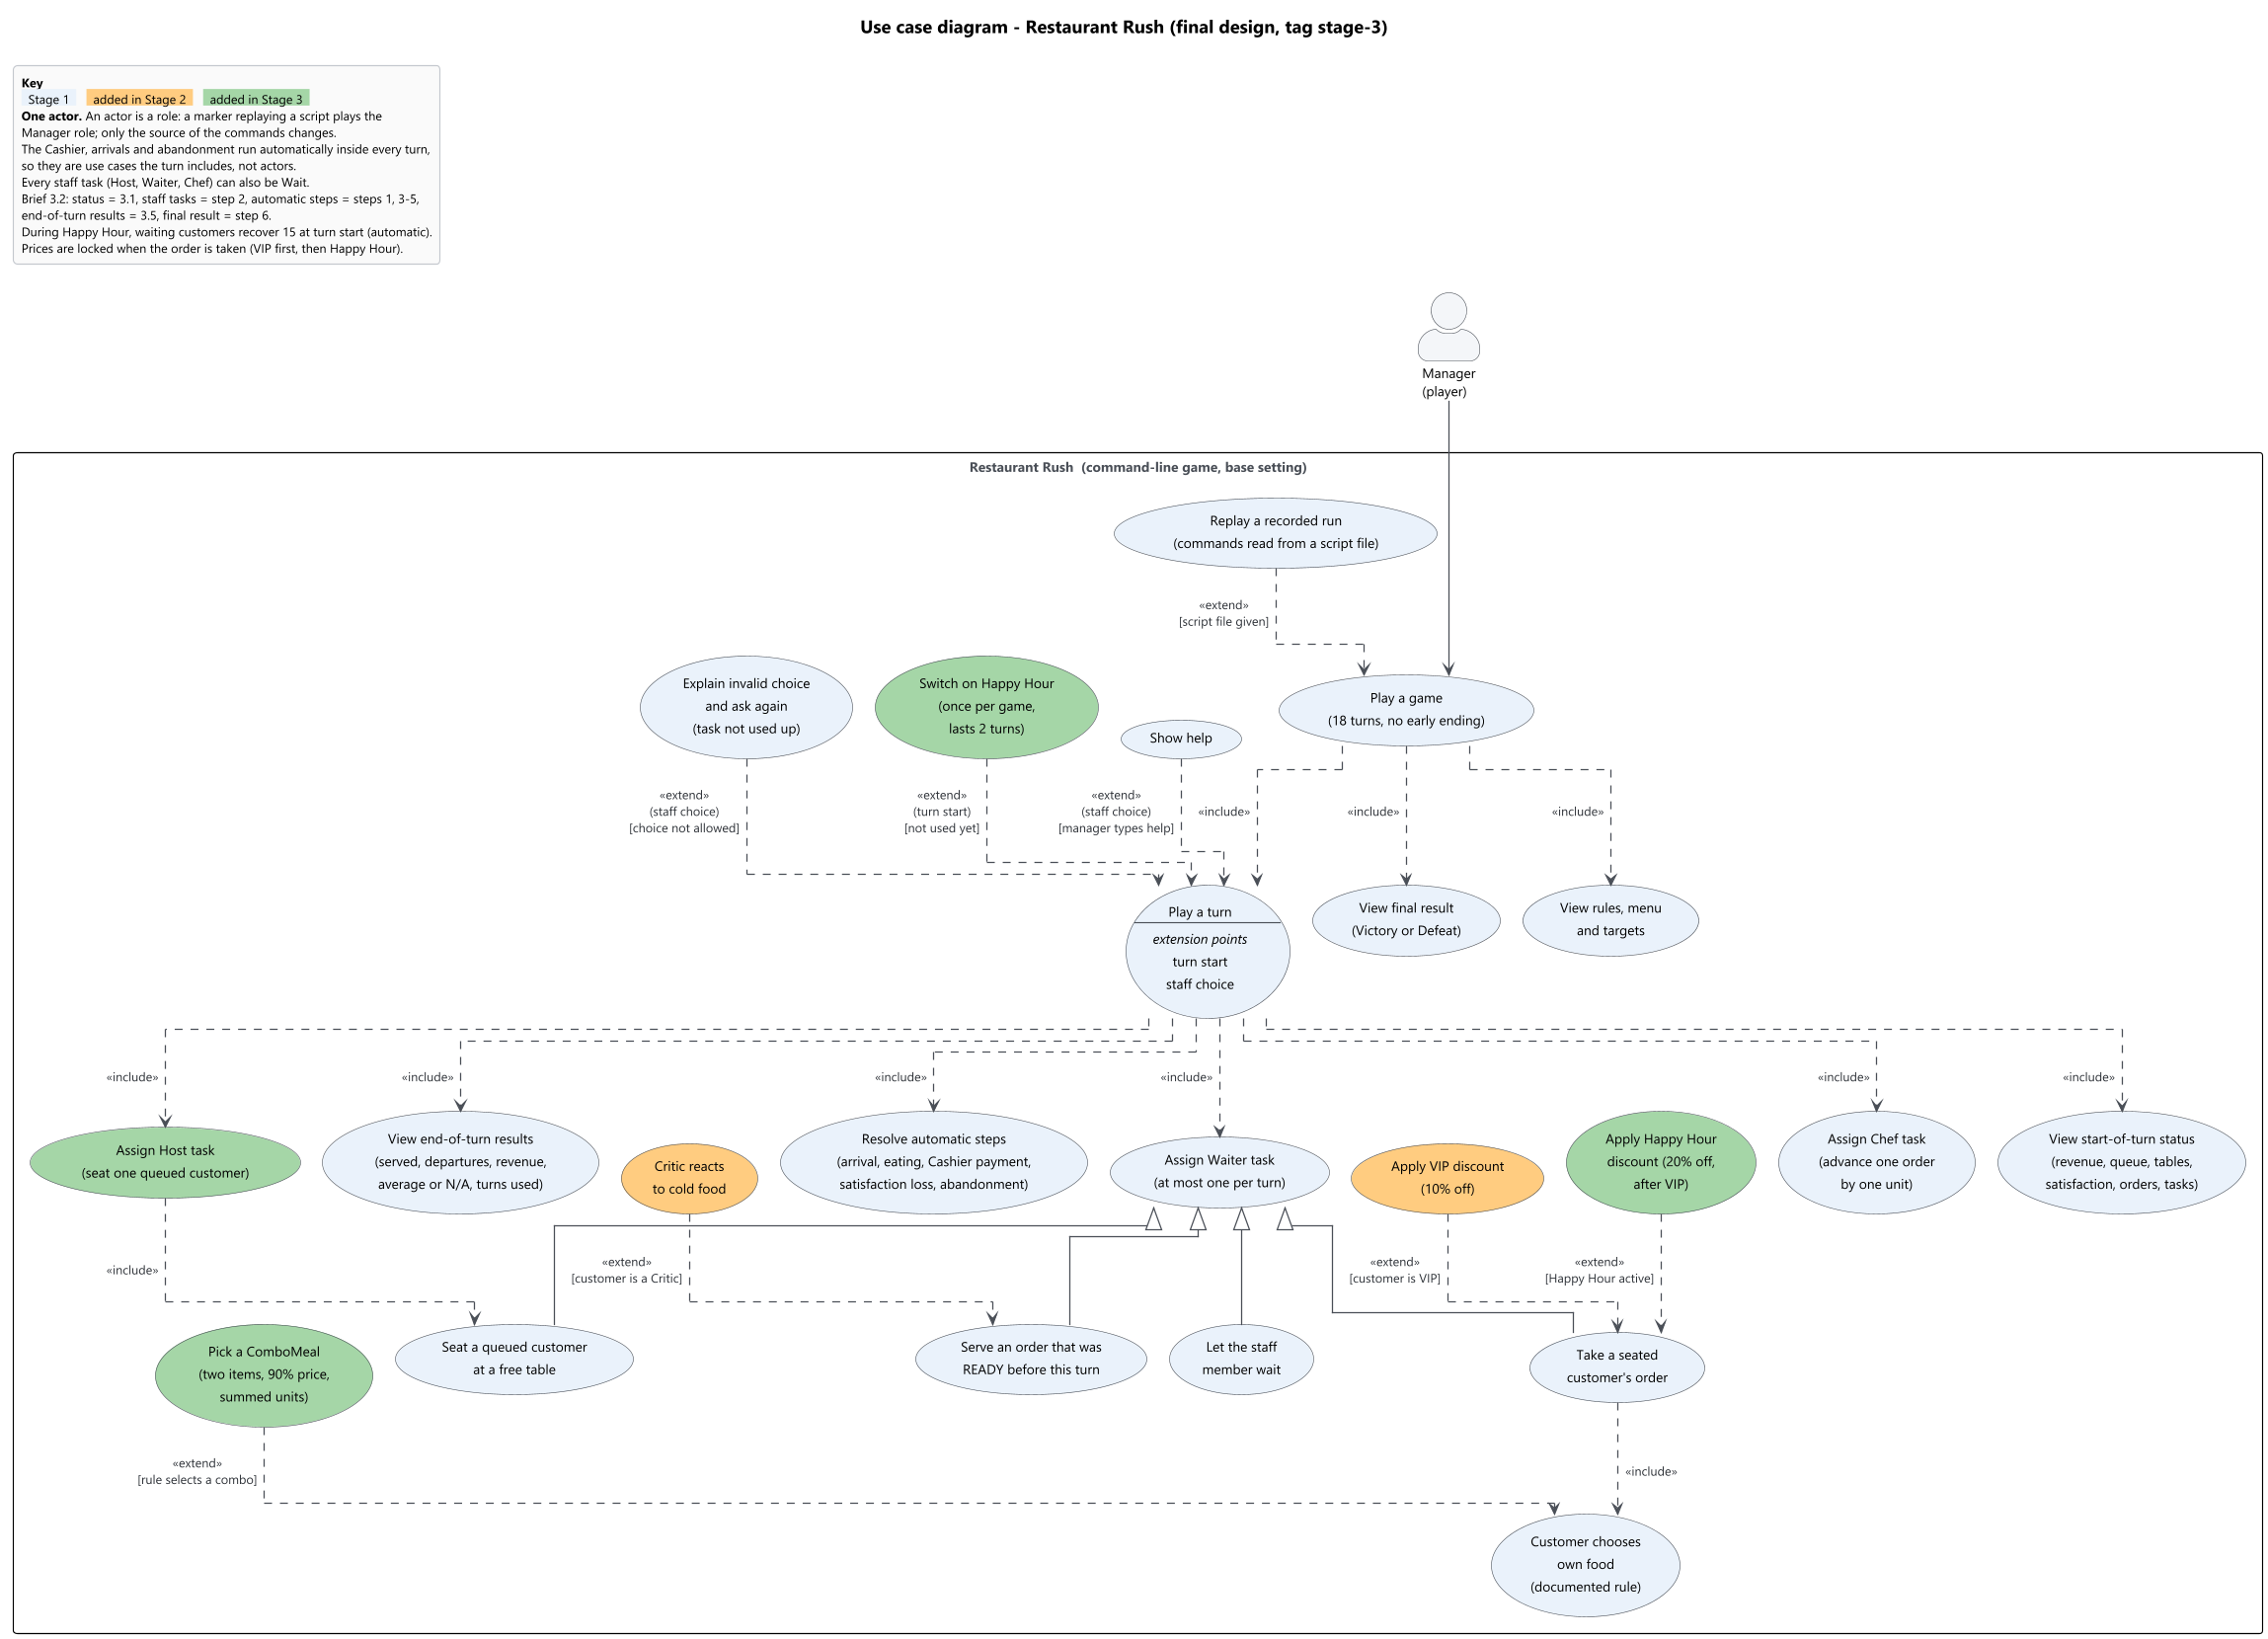 Use case diagram - Restaurant Rush (final design, tag stage-3)
Key
Stage 1 added in Stage 2 added in Stage 3
One actor. An actor is a role: a marker replaying a script plays the
Manager role; only the source of the commands changes.
The Cashier, arrivals and abandonment run automatically inside every turn,
so they are use cases the turn includes, not actors.
Every staff task (Host, Waiter, Chef) can also be Wait.
Brief 3.2: status = 3.1, staff tasks = step 2, automatic steps = steps 1, 3-5,
end-of-turn results = 3.5, final result = step 6.
During Happy Hour, waiting customers recover 15 at turn start (automatic).
Prices are locked when the order is taken (VIP first, then Happy Hour).
Manager
(player)
Restaurant Rush (command-line game, base setting)
Replay a recorded run
(commands read from a script file)
«extend»
[script file given]
Explain invalid choice
and ask again
(task not used up)
Switch on Happy Hour
(once per game,
lasts 2 turns)
Show help
Play a game
(18 turns, no early ending)
«extend»
(staff choice)
[choice not allowed]
«extend»
(turn start)
[not used yet]
«extend»
(staff choice)
[manager types help]
«include»
«include»
«include»
Play a turn
extension points
turn start
staff choice
View final result
(Victory or Defeat)
View rules, menu
and targets
«include»
«include»
«include»
«include»
«include»
«include»
Assign Host task
(seat one queued customer)
View end-of-turn results
(served, departures, revenue,
average or N/A, turns used)
Critic reacts
to cold food
Resolve automatic steps
(arrival, eating, Cashier payment,
satisfaction loss, abandonment)
Assign Waiter task
(at most one per turn)
Apply VIP discount
(10% off)
Apply Happy Hour
discount (20% off,
after VIP)
Assign Chef task
(advance one order
by one unit)
View start-of-turn status
(revenue, queue, tables,
satisfaction, orders, tasks)
«include»
«extend»
[customer is a Critic]
«extend»
[customer is VIP]
«extend»
[Happy Hour active]
Pick a ComboMeal
(two items, 90% price,
summed units)
Seat a queued customer
at a free table
Serve an order that was
READY before this turn
Let the staff
member wait
Take a seated
customer's order
«extend»
[rule selects a combo]
«include»
Customer chooses
own food
(documented rule)